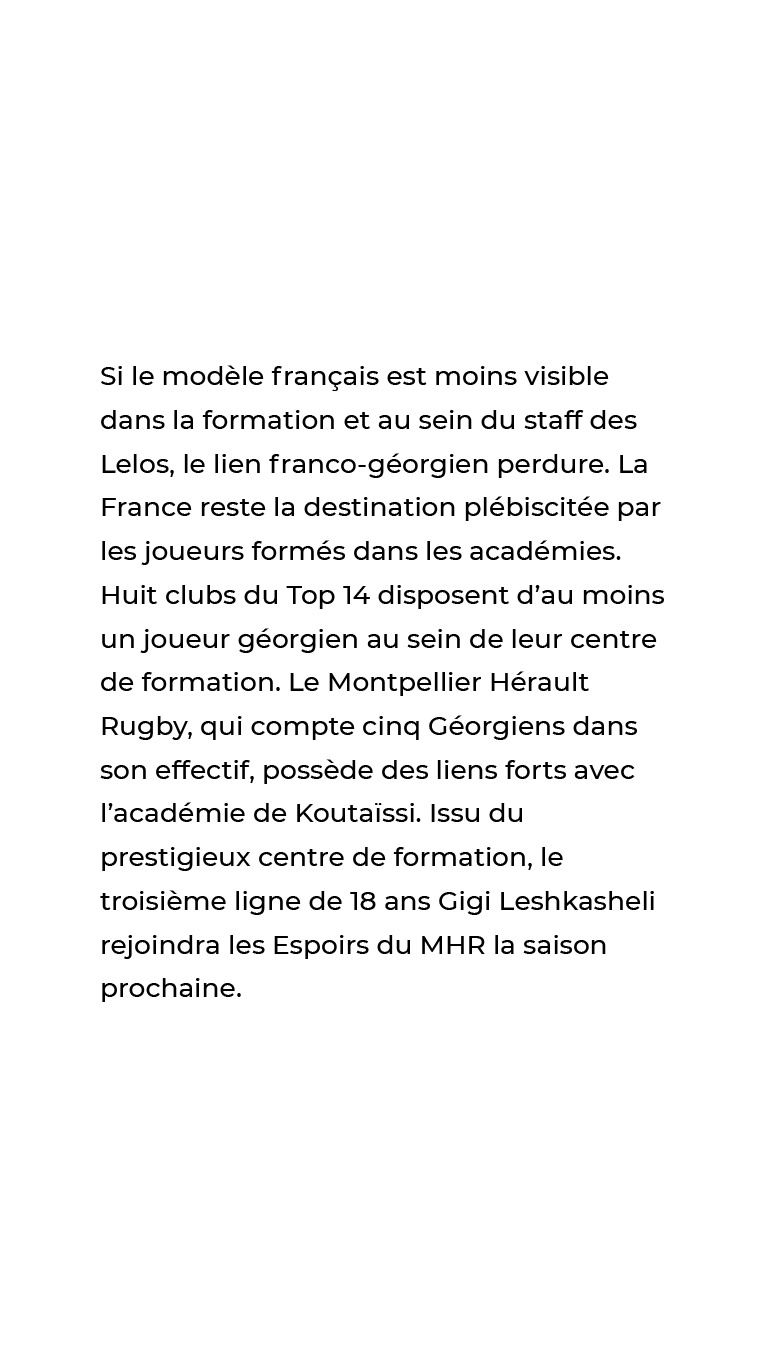 Si le modèle français est moins visible
dans la formation et au sein du staff des
Lelos, le lien franco-géorgien perdure. La
France reste la destination plébiscitée par
les joueurs formés dans les académies.
Huit clubs du Top 14 disposent d’au moins
un joueur géorgien au sein de leur centre
de formation. Le Montpellier Hérault
Rugby, qui compte cinq Géorgiens dans
son effectif, possède des liens forts avec
l’académie de Koutaïssi. Issu du
prestigieux centre de formation, le
troisième ligne de 18 ans Gigi Leshkasheli
rejoindra les Espoirs du MHR la saison
prochaine.